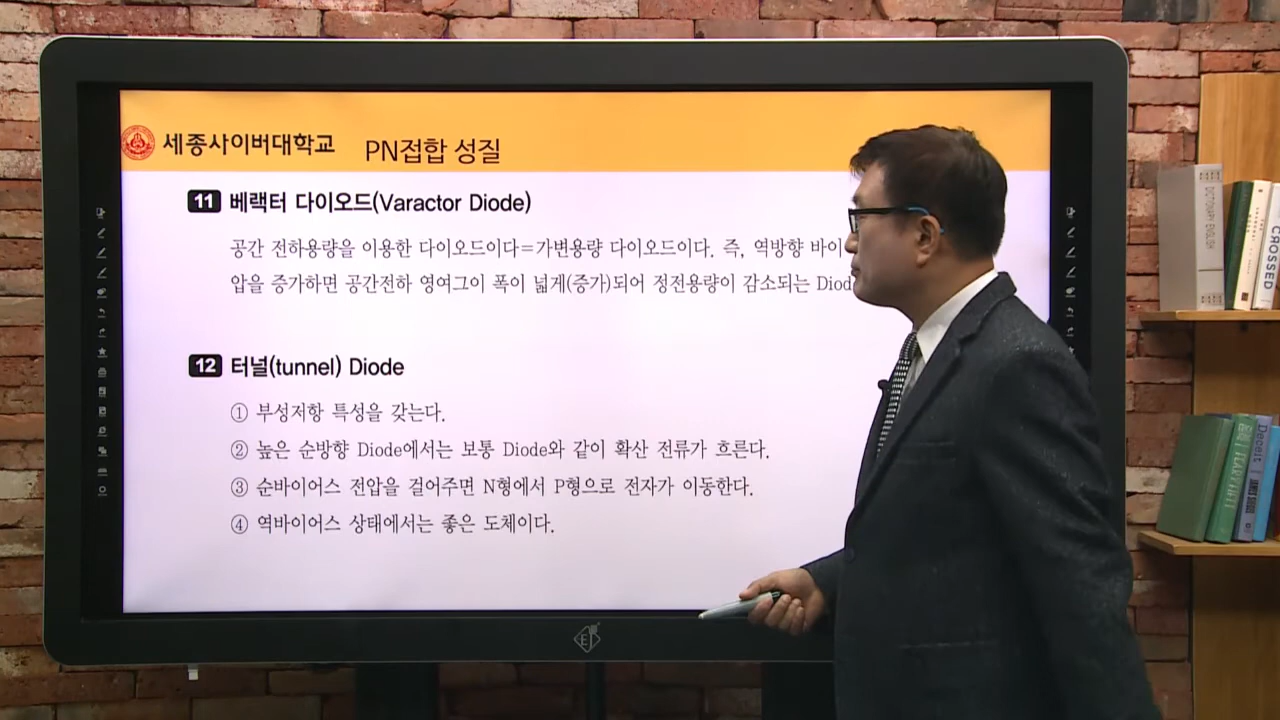 세종사이버대학교
PN접합 성질
11 베랙터 다이오드(Varactor Diode)
공간 전하용량을 이용한 다이오드이다=가변용량 다이오드이다. 즉, 역방향 바이
압을 증가하면 공간전하 영여그이 폭이 넓게(증가)되어 정전용량이 감소되는 Diod
12 터널(tunnel) Diode
① 부성저항 특성을 갖는다.
② 높은 순방향 Diode에서는 보통 Diode와 같이 확산 전류가 흐른다.
③ 순바이어스 전압을 걸어주면 N형에서 P형으로 전자가 이동한다.
④ 역바이어스 상태에서는 좋은 도체이다.
DICTIONARY ENGLISH
CROSSED
Deceit
JAMES SIEGEL